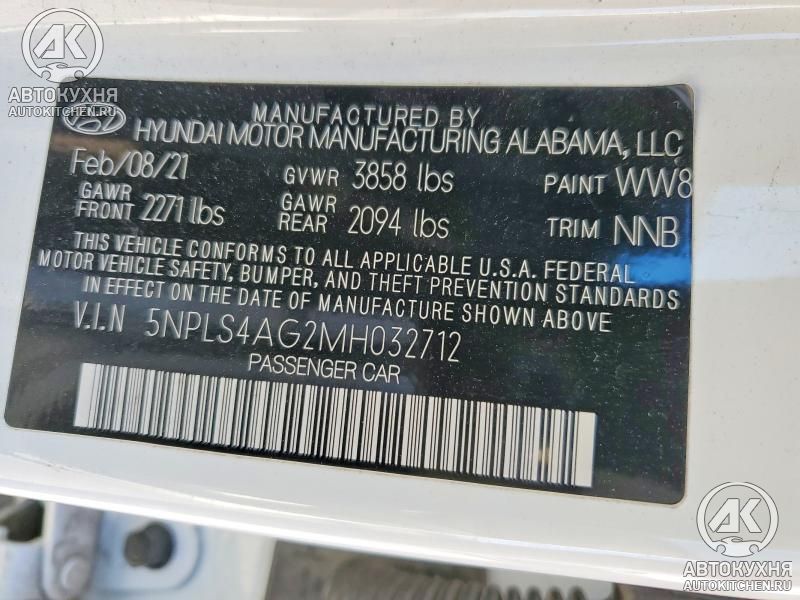 АК
АВТОКУХНЯ
AUTOKITCHEN.RU
MANUFACTURED BY
HYUNDAI MOTOR MANUFACTURING ALABAMA, LLC
Feb/08/21 GVWR 3858 lbs PAINT WW8
GAWR FRONT 2271 lbs GAWR REAR 2094 lbs TRIM NNB
THIS VEHICLE CONFORMS TO ALL APPLICABLE U.S.A. FEDERAL
MOTOR VEHICLE SAFETY, BUMPER, AND THEFT PREVENTION STANDARDS
IN EFFECT ON THE DATE OF MANUFACTURE SHOWN ABOVE.
V.I.N 5NPLS4AG2MH032712
PASSENGER CAR
АК
АВТОКУХНЯ
AUTOKITCHEN.RU